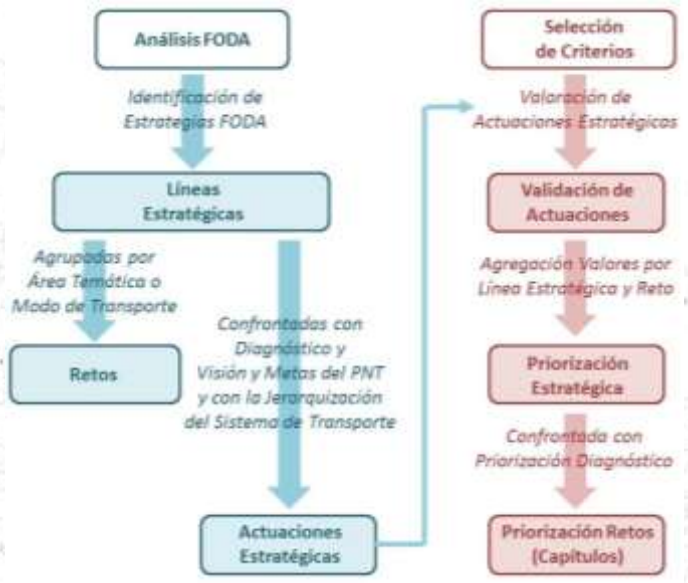 Análisis FODA
Identificación de
Estrategias FODA
Líneas
Estratégicas
Agrupadas por
Área Temática o
Modo de Transporte
Retos
Confrontadas con
Diagnóstico y
Visión y Metas del PNT
y con la Jerarquización
del Sistema de Transporte
Actuaciones
Estratégicas
Selección
de Criterios
Valoración de
Actuaciones Estratégicas
Validación de
Actuaciones
Agregación Valores por
Línea Estratégica y Reto
Priorización
Estratégica
Confrontada con
Priorización Diagnóstico
Priorización Retos
(Capítulos)